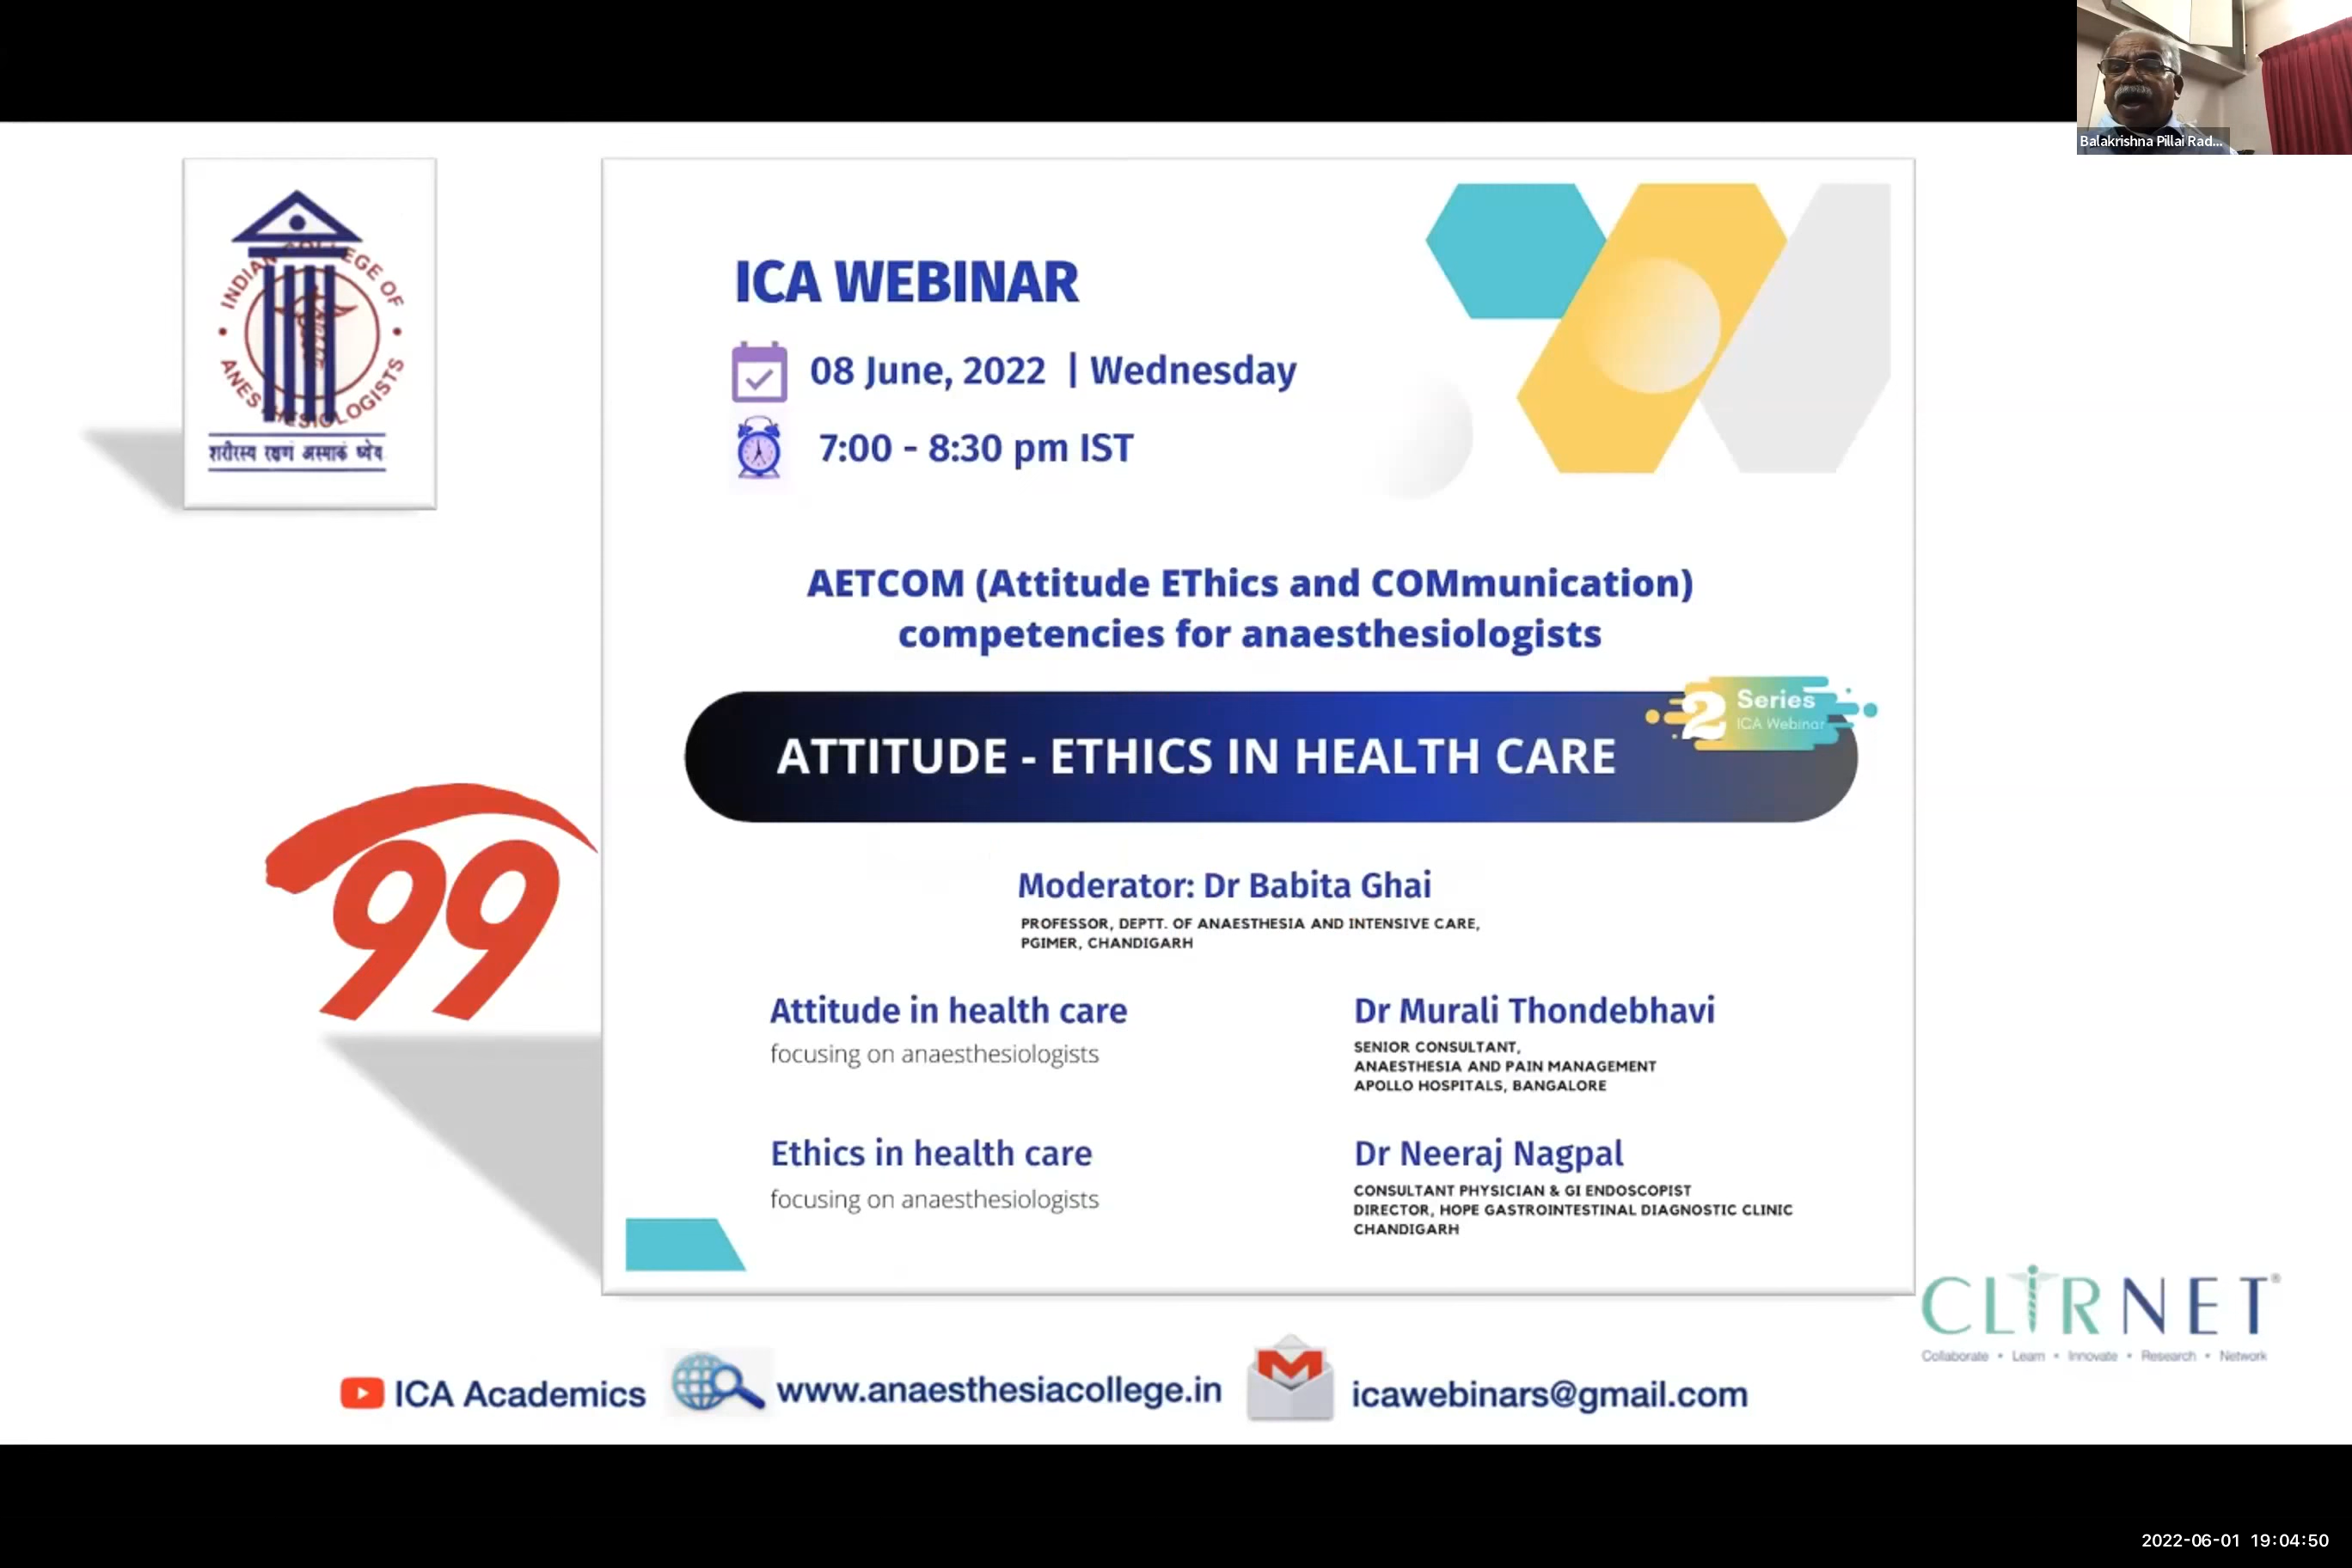 Balakrishna Pillai Rad...
INDIAN COLLEGE OF
ANESTHESIOLOGISTS
शरीरस्य रक्षणं अस्माकं ध्येय
ICA WEBINAR
08 June, 2022 | Wednesday
7:00 - 8:30 pm IST
AETCOM (Attitude EThics and COMmunication)
competencies for anaesthesiologists
2 Series
ICA Webinar
ATTITUDE - ETHICS IN HEALTH CARE
99
Moderator: Dr Babita Ghai
PROFESSOR, DEPTT. OF ANAESTHESIA AND INTENSIVE CARE,
PGIMER, CHANDIGARH
Attitude in health care
focusing on anaesthesiologists
Dr Murali Thondebhavi
SENIOR CONSULTANT,
ANAESTHESIA AND PAIN MANAGEMENT
APOLLO HOSPITALS, BANGALORE
Ethics in health care
focusing on anaesthesiologists
Dr Neeraj Nagpal
CONSULTANT PHYSICIAN & GI ENDOSCOPIST
DIRECTOR, HOPE GASTROINTESTINAL DIAGNOSTIC CLINIC
CHANDIGARH
CLIRNET®
Collaborate • Learn • Innovate • Research • Network
ICA Academics
www.anaesthesiacollege.in
icawebinars@gmail.com
2022-06-01 19:04:50